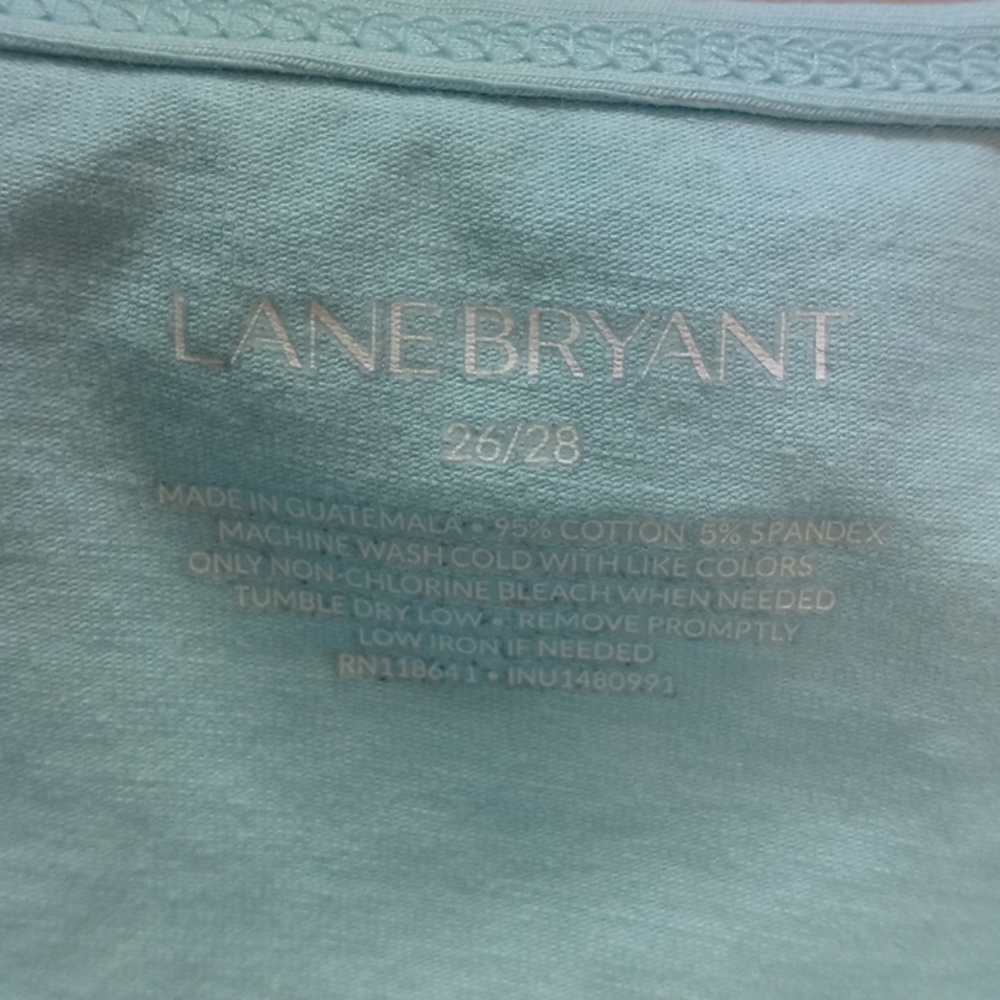 LANE BRYANT
26/28
MADE IN GUATEMALA • 95% COTTON 5% SPANDEX
MACHINE WASH COLD WITH LIKE COLORS
ONLY NON-CHLORINE BLEACH WHEN NEEDED
TUMBLE DRY LOW • REMOVE PROMPTLY
LOW IRON IF NEEDED
RN118641 • INU1480991